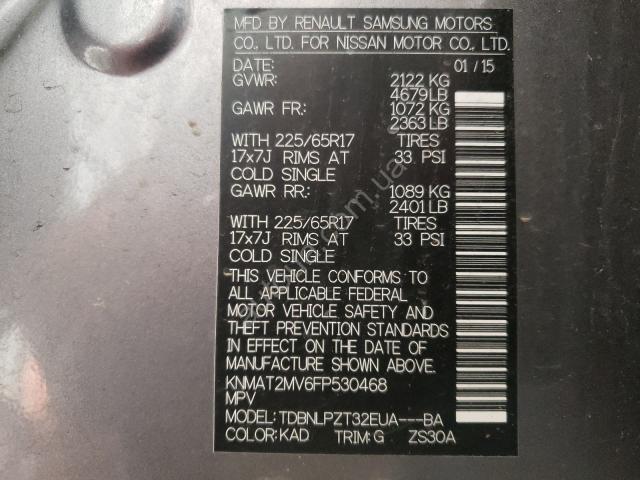 MFD BY RENAULT SAMSUNG MOTORS
CO., LTD. FOR NISSAN MOTOR CO., LTD.
DATE: 01 / 15
GVWR: 2122 KG
4679 LB
GAWR FR.: 1072 KG
2363 LB
WITH 225/65R17 TIRES
17x7J RIMS AT 33 PSI
COLD SINGLE
GAWR RR.: 1089 KG
2401 LB
WITH 225/65R17 TIRES
17x7J RIMS AT 33 PSI
COLD SINGLE
THIS VEHICLE CONFORMS TO
ALL APPLICABLE FEDERAL
MOTOR VEHICLE SAFETY AND
THEFT PREVENTION STANDARDS
IN EFFECT ON THE DATE OF
MANUFACTURE SHOWN ABOVE.
KNMAT2MV6FP530468
MPV
MODEL: TDBNLPZT32EUA---BA
COLOR: KAD TRIM: G ZS30A